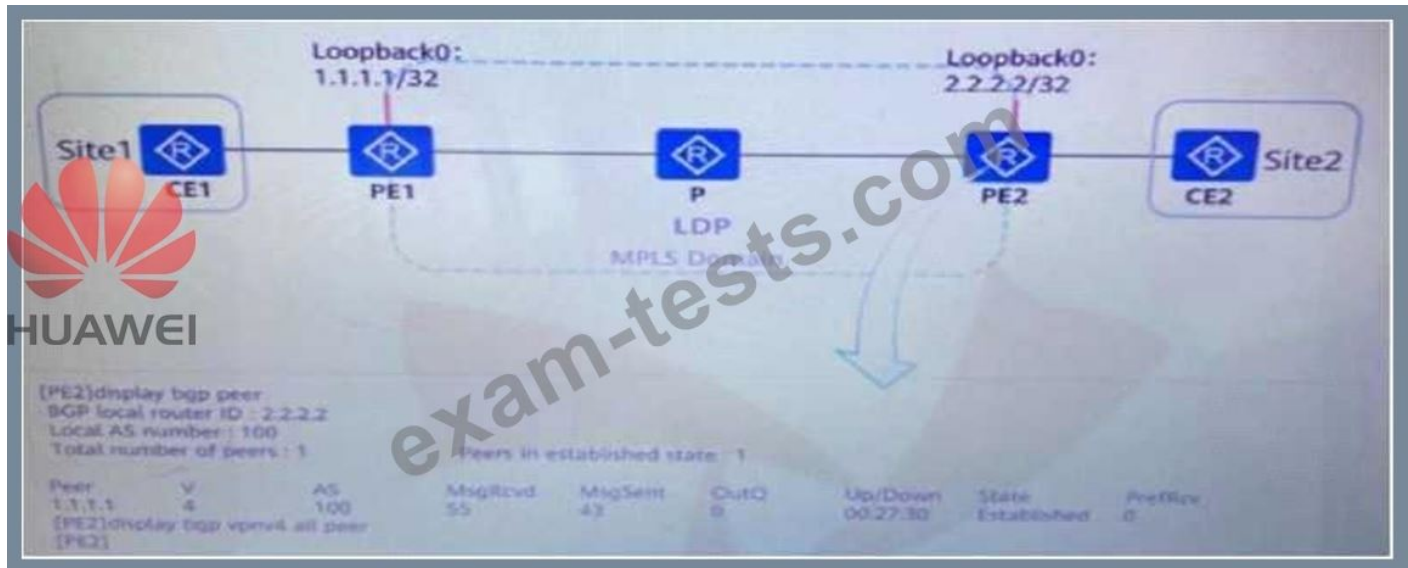 Loopback0:
1.1.1.1/32
Loopback0:
2.2.2.2/32
Site1
CE1
PE1
P
PE2
CE2
Site2
LDP
MPLS Domain
HUAWEI
exam-tests.com
[PE2]display bgp peer
BGP local router ID : 2.2.2.2
Local AS number : 100
Total number of peers : 1 Peers in established state : 1
Peer V AS MsgRcvd MsgSent OutQ Up/Down State PrefRcv
1.1.1.1 4 100 55 43 0 00:27:30 Established 0
[PE2]display bgp vpnv4 all peer
[PE2]